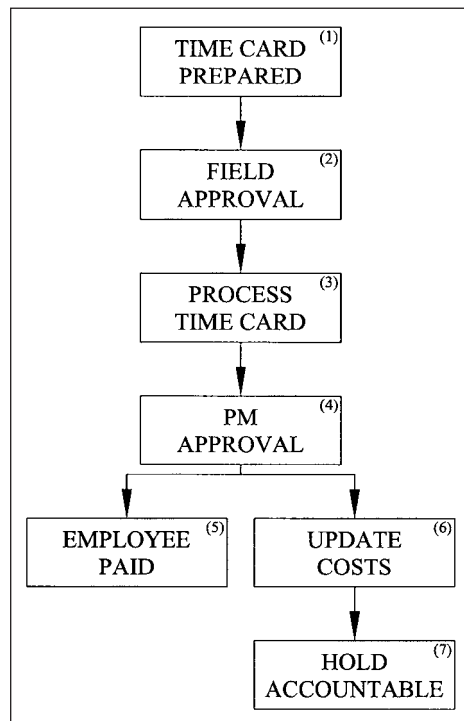 (1)
TIME CARD
PREPARED
(2)
FIELD
APPROVAL
(3)
PROCESS
TIME CARD
(4)
PM
APPROVAL
(5)
EMPLOYEE
PAID
(6)
UPDATE
COSTS
(7)
HOLD
ACCOUNTABLE